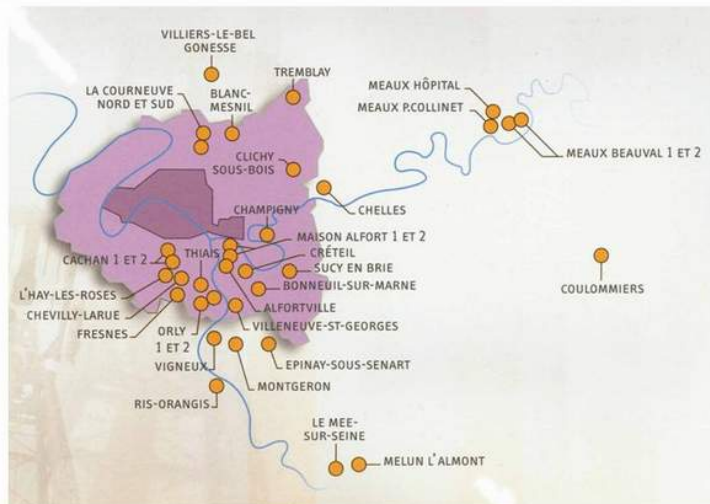 VILLIERS-LE-BEL
GONESSE
TREMBLAY
LA COURNEUVE
NORD ET SUD
BLANC-
MESNIL
MEAUX HÔPITAL
MEAUX P.COLLINET
MEAUX BEAUVAL 1 ET 2
CLICHY
SOUS-BOIS
CHELLES
CHAMPIGNY
MAISON ALFORT 1 ET 2
CACHAN 1 ET 2
THIAIS
CRÉTEIL
SUCY EN BRIE
L'HAY-LES-ROSES
BONNEUIL-SUR-MARNE
COULOMMIERS
CHEVILLY-LARUE
ALFORTVILLE
FRESNES
ORLY
1 ET 2
VILLENEUVE-ST-GEORGES
VIGNEUX
EPINAY-SOUS-SENART
MONTGERON
RIS-ORANGIS
LE MEE-
SUR-SEINE
MELUN L'ALMONT